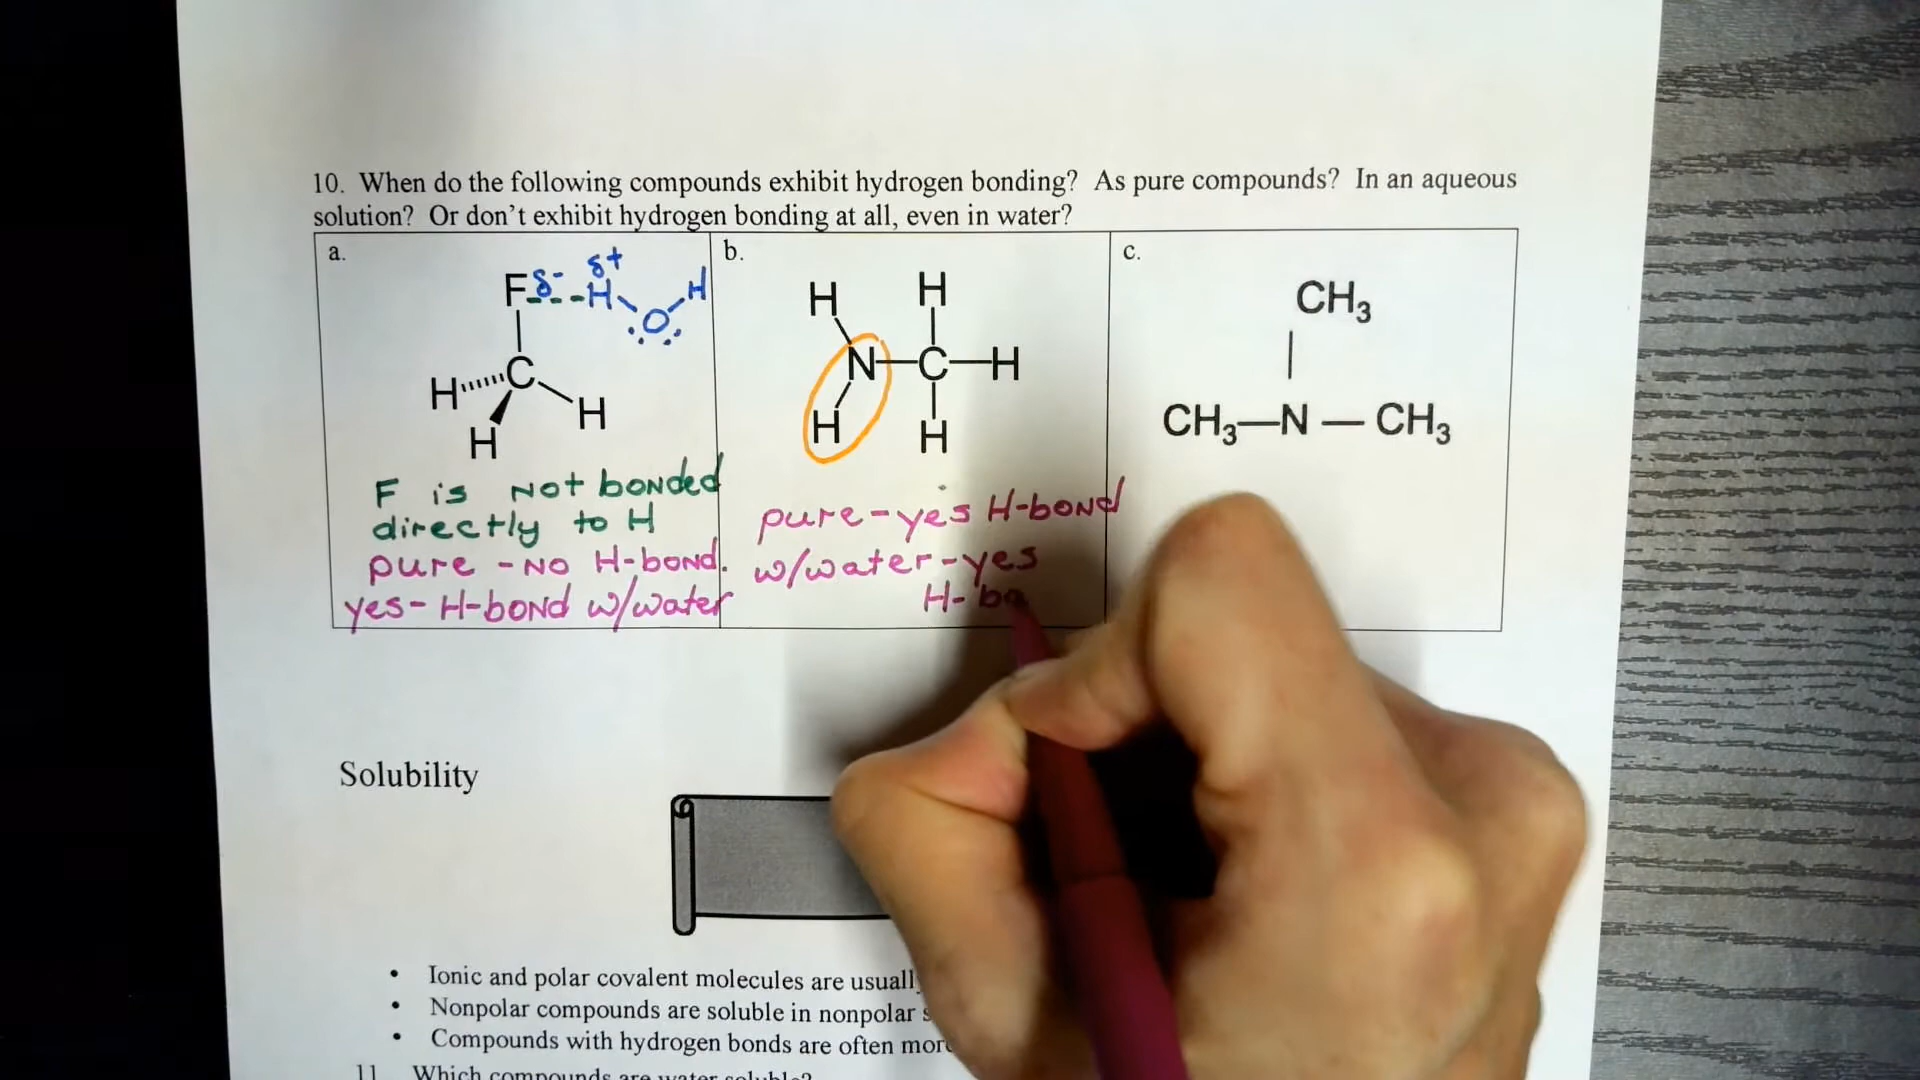 10. When do the following compounds exhibit hydrogen bonding? As pure compounds? In an aqueous
solution? Or don't exhibit hydrogen bonding at all, even in water?
a.
F δ- δ+
H
O H
C
H H
H
F is Not bonded
directly to H
pure - No H-bond.
yes- H-bond w/water
b.
H H
N C H
H H
pure-yes H-bond
w/water-yes
H-bo
c.
CH3
CH3—N — CH3
Solubility
• Ionic and polar covalent molecules are
• Nonpolar compounds are soluble in nonpolar
• Compounds with hydrogen bonds are often
11. Which compounds are water soluble?